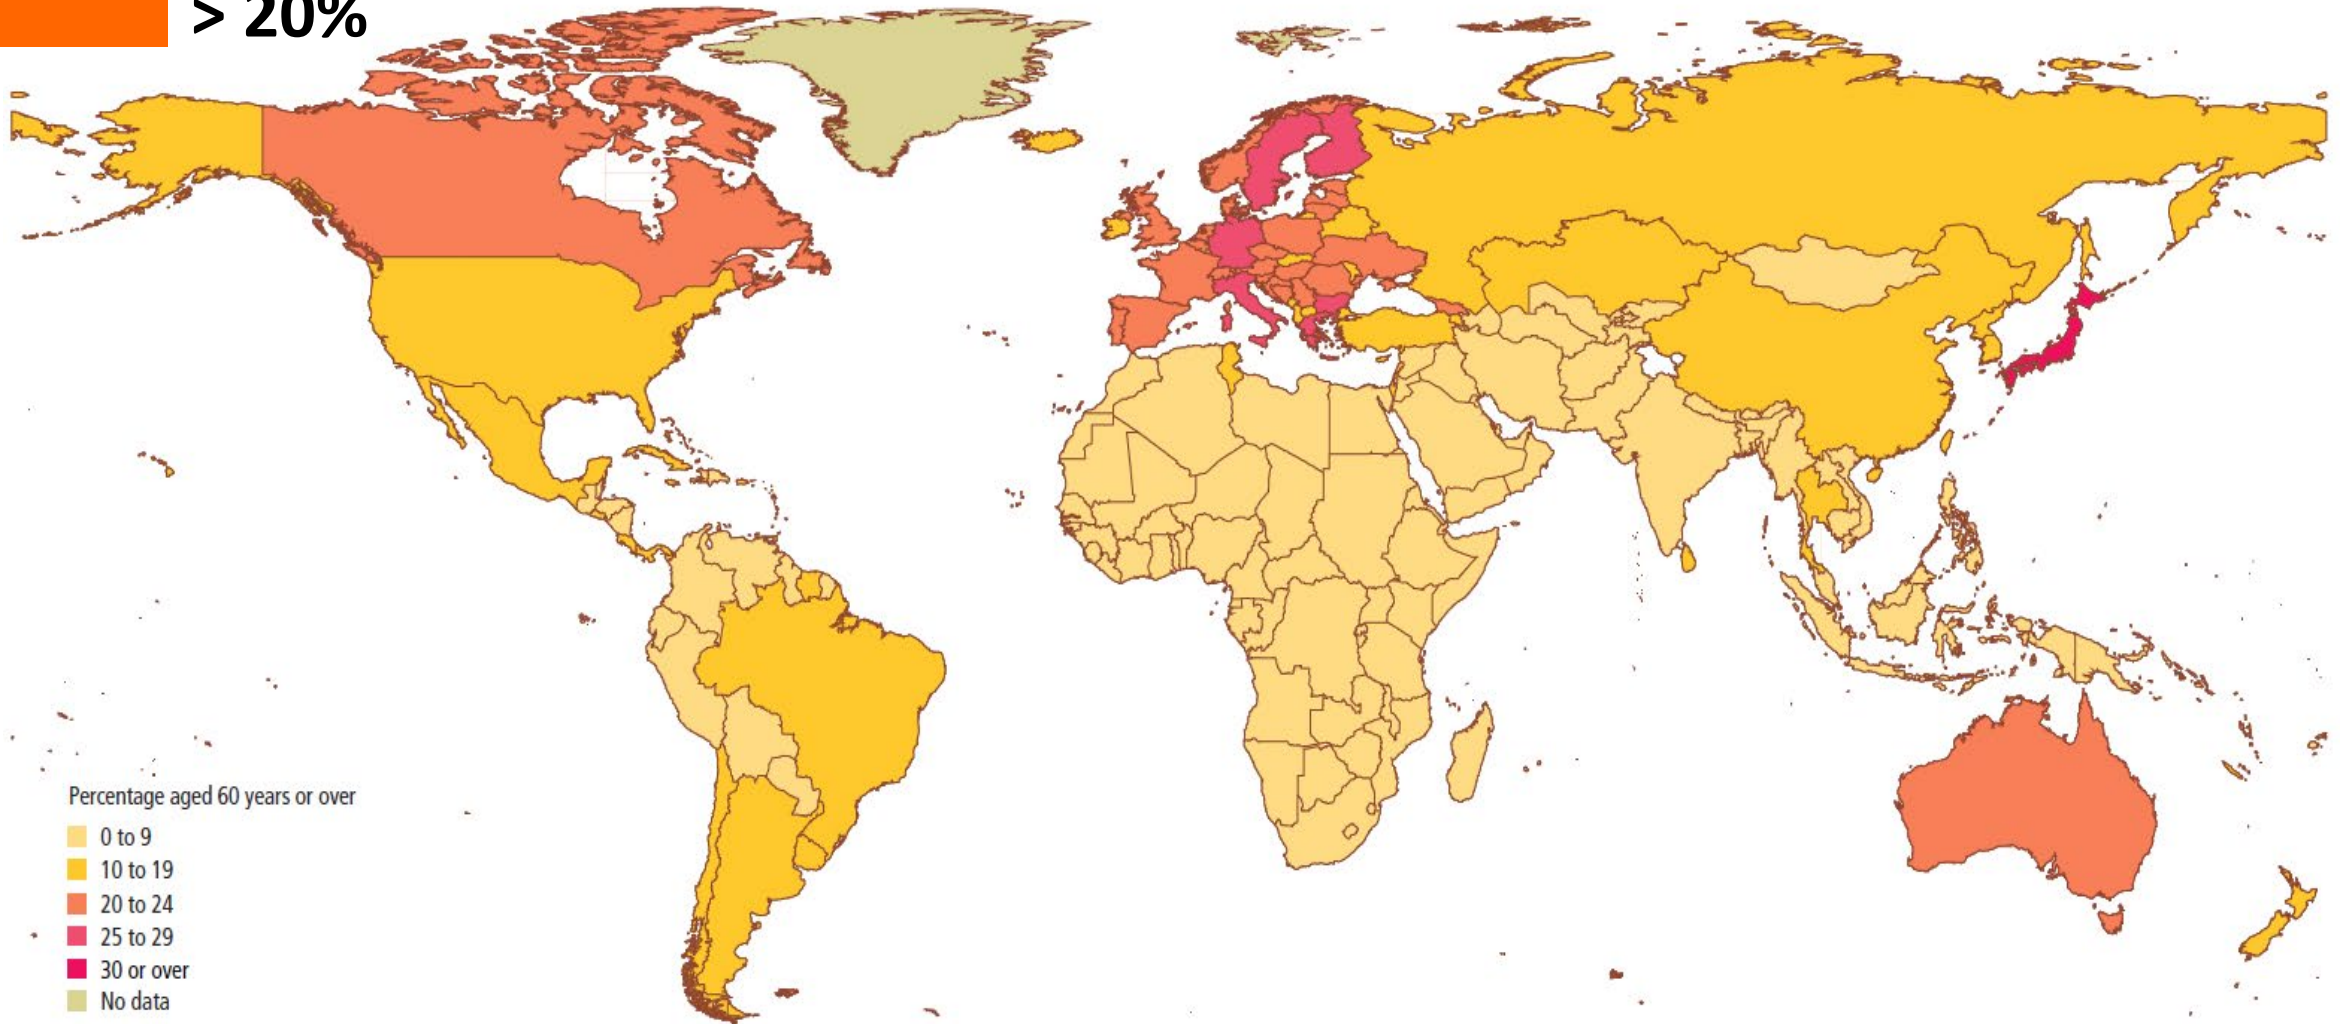 > 20%
Percentage aged 60 years or over
0 to 9
10 to 19
20 to 24
25 to 29
30 or over
No data